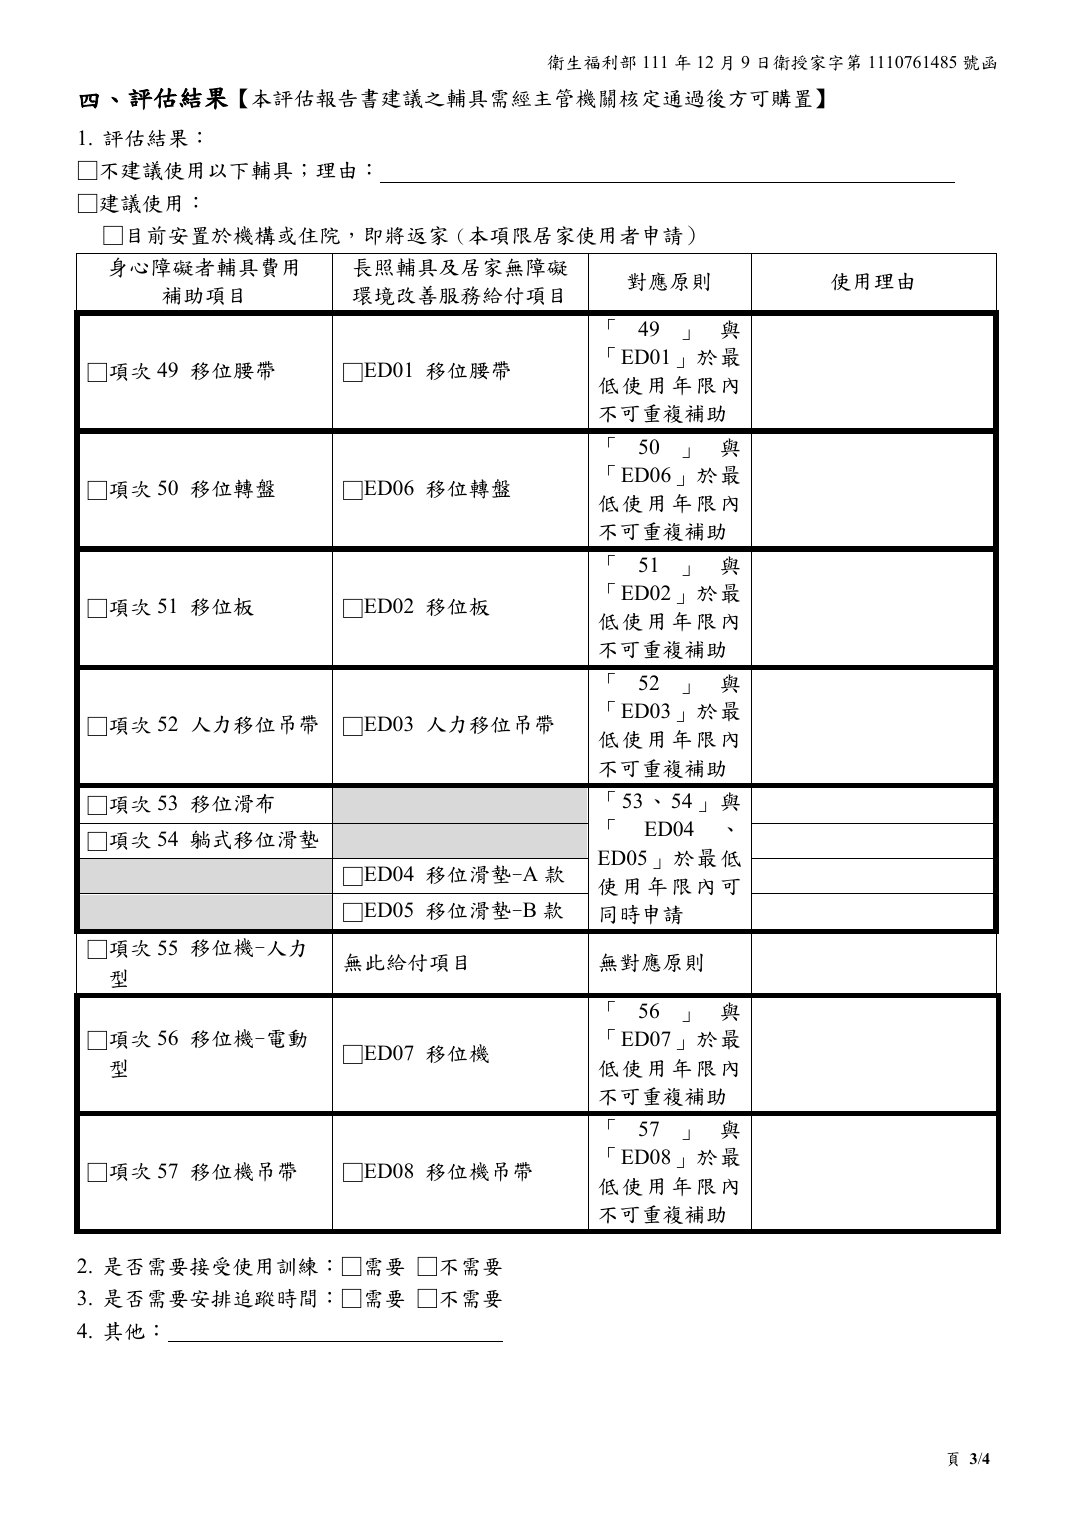 衛生福利部 111 年 12 月 9 日衛授家字第 1110761485 號函
四、評估結果【本評估報告書建議之輔具需經主管機關核定通過後方可購置】
1. 評估結果：
□不建議使用以下輔具；理由：
□建議使用：
□目前安置於機構或住院，即將返家（本項限居家使用者申請）
身心障礙者輔具費用
補助項目
長照輔具及居家無障礙
環境改善服務給付項目
對應原則
使用理由
□項次 49 移位腰帶
□ED01 移位腰帶
「 49 」 與
「ED01」於最
低使用年限內
不可重複補助
□項次 50 移位轉盤
□ED06 移位轉盤
「 50 」 與
「ED06」於最
低使用年限內
不可重複補助
□項次 51 移位板
□ED02 移位板
「 51 」 與
「ED02」於最
低使用年限內
不可重複補助
□項次 52 人力移位吊帶
□ED03 人力移位吊帶
「 52 」 與
「ED03」於最
低使用年限內
不可重複補助
□項次 53 移位滑布
□項次 54 躺式移位滑墊
□ED04 移位滑墊-A 款
□ED05 移位滑墊-B 款
「53、54」與
「 ED04 、
ED05」於最低
使用年限內可
同時申請
□項次 55 移位機-人力
型
無此給付項目
無對應原則
□項次 56 移位機-電動
型
□ED07 移位機
「 56 」 與
「ED07」於最
低使用年限內
不可重複補助
□項次 57 移位機吊帶
□ED08 移位機吊帶
「 57 」 與
「ED08」於最
低使用年限內
不可重複補助
2. 是否需要接受使用訓練：□需要 □不需要
3. 是否需要安排追蹤時間：□需要 □不需要
4. 其他：
頁 3/4